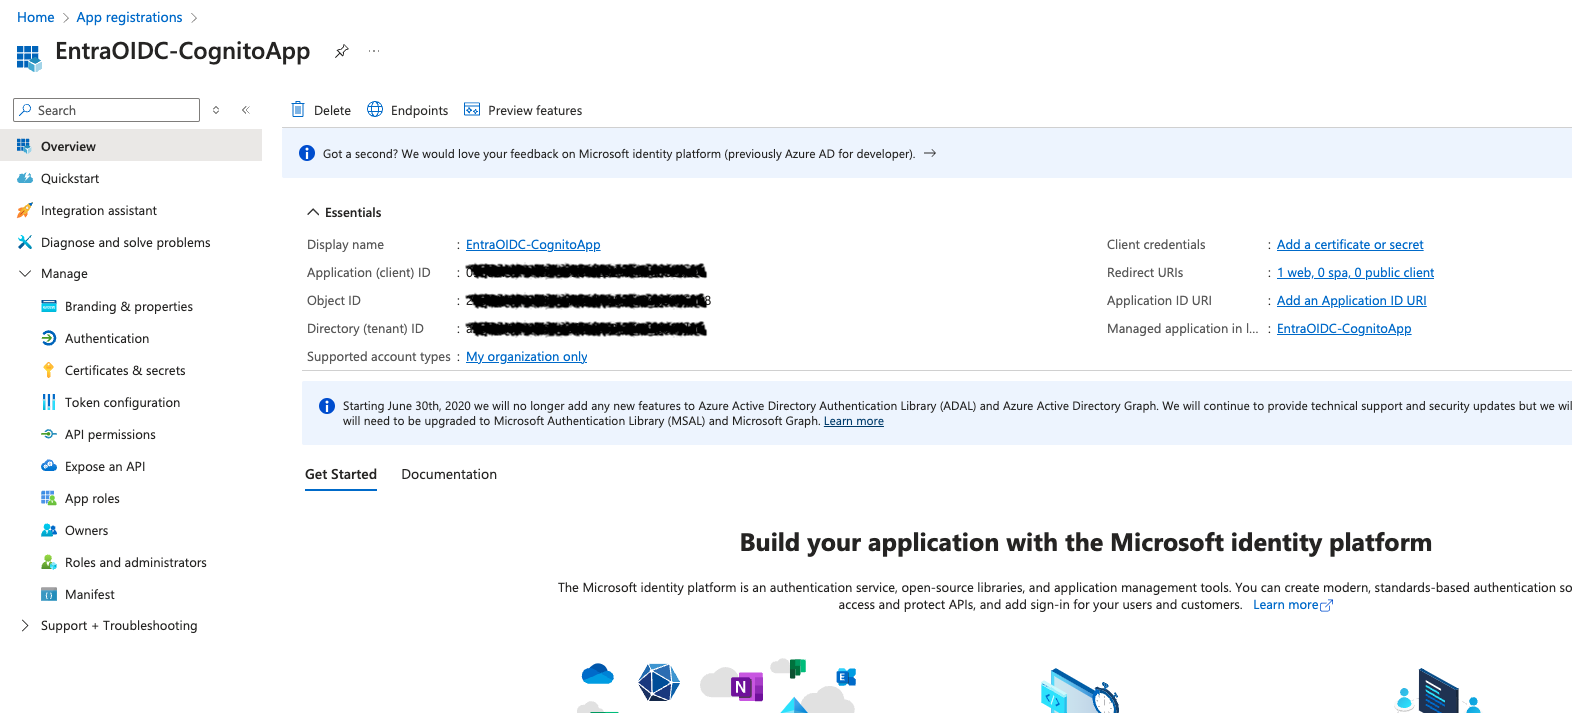 Home > App registrations >
EntraOIDC-CognitoApp
Search
Delete
Endpoints
Preview features
Overview
Quickstart
Integration assistant
Diagnose and solve problems
Manage
Branding & properties
Authentication
Certificates & secrets
Token configuration
API permissions
Expose an API
App roles
Owners
Roles and administrators
Manifest
Support + Troubleshooting
Got a second? We would love your feedback on Microsoft identity platform (previously Azure AD for developer). →
Essentials
Display name : EntraOIDC-CognitoApp
Application (client) ID :
Object ID :
Directory (tenant) ID :
Supported account types : My organization only
Client credentials : Add a certificate or secret
Redirect URIs : 1 web, 0 spa, 0 public client
Application ID URI : Add an Application ID URI
Managed application in l... : EntraOIDC-CognitoApp
Starting June 30th, 2020 we will no longer add any new features to Azure Active Directory Authentication Library (ADAL) and Azure Active Directory Graph. We will continue to provide technical support and security updates but we wil
will need to be upgraded to Microsoft Authentication Library (MSAL) and Microsoft Graph. Learn more
Get Started
Documentation
Build your application with the Microsoft identity platform
The Microsoft identity platform is an authentication service, open-source libraries, and application management tools. You can create modern, standards-based authentication so
access and protect APIs, and add sign-in for your users and customers. Learn more
N
E